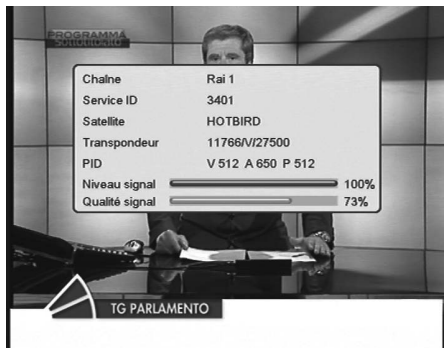 PROGRAMMA
Sottotitolato
Chaîne Rai 1
Service ID 3401
Satellite HOTBIRD
Transpondeur 11766/V/27500
PID V 512 A 650 P 512
Niveau signal 100%
Qualité signal 73%
TG PARLAMENTO